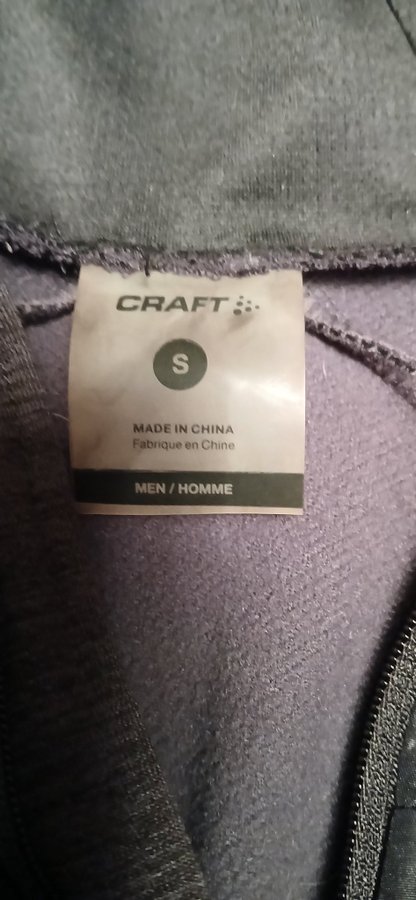 CRAFT
S
MADE IN CHINA
Fabrique en Chine
MEN / HOMME